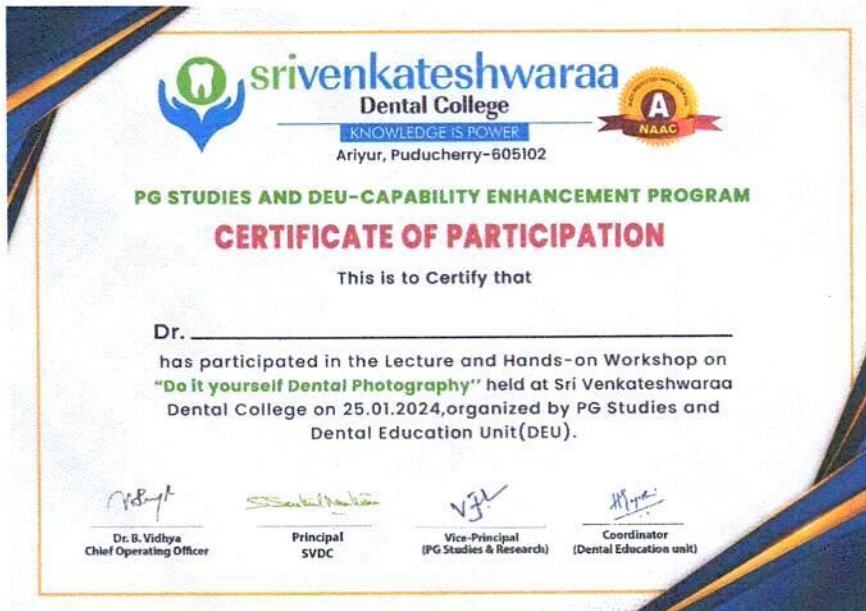 srivenkateshwaraa
Dental College
KNOWLEDGE IS POWER
Ariyur, Puducherry-605102
A
NAAC
PG STUDIES AND DEU-CAPABILITY ENHANCEMENT PROGRAM
CERTIFICATE OF PARTICIPATION
This is to Certify that
Dr.
has participated in the Lecture and Hands-on Workshop on
"Do it yourself Dental Photography" held at Sri Venkateshwaraa
Dental College on 25.01.2024,organized by PG Studies and
Dental Education Unit(DEU).
Dr. B. Vidhya
Chief Operating Officer
Principal
SVDC
Vice-Principal
(PG Studies & Research)
Coordinator
(Dental Education unit)